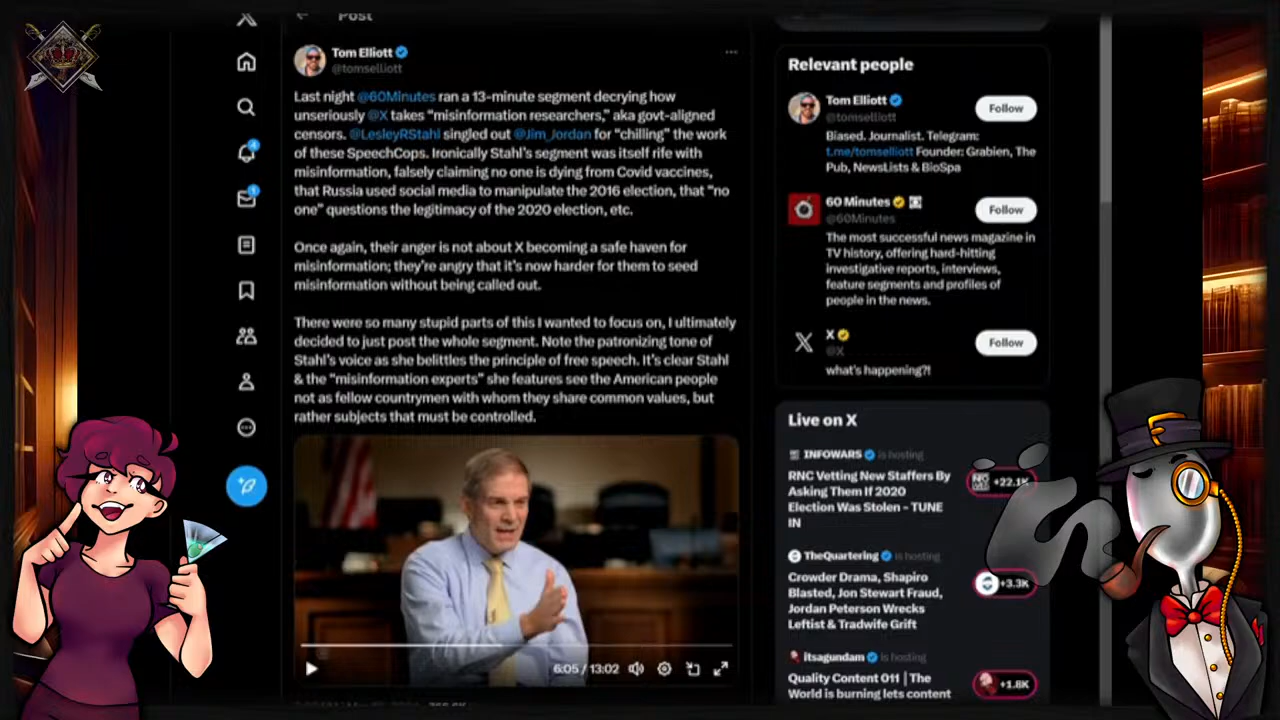 Post
Tom Elliott
@tomselliott
Last night @60Minutes ran a 13-minute segment decrying how
unseriously @X takes “misinformation researchers,” aka govt-aligned
censors. @LesleyRStahl singled out @Jim_Jordan for “chilling” the work
of these SpeechCops. Ironically Stahl's segment was itself rife with
misinformation, falsely claiming no one is dying from Covid vaccines,
that Russia used social media to manipulate the 2016 election, that “no
one” questions the legitimacy of the 2020 election, etc.
Once again, their anger is not about X becoming a safe haven for
misinformation; they're angry that it's now harder for them to seed
misinformation without being called out.
There were so many stupid parts of this I wanted to focus on, I ultimately
decided to just post the whole segment. Note the patronizing tone of
Stahl's voice as she belittles the principle of free speech. It's clear Stahl
& the “misinformation experts” she features see the American people
not as fellow countrymen with whom they share common values, but
rather subjects that must be controlled.
6:05 / 13:02
Relevant people
Tom Elliott
@tomselliott
Follow
Biased. Journalist. Telegram:
t.me/tomselliott Founder: Grabien, The
Pub, NewsLists & BioSpa
60 Minutes
@60Minutes
Follow
The most successful news magazine in
TV history, offering hard-hitting
investigative reports, interviews,
feature segments and profiles of
people in the news.
X
@X
Follow
what's happening?!
Live on X
INFOWARS is hosting
RNC Vetting New Staffers By
Asking Them If 2020
Election Was Stolen - TUNE
IN
+22.1K
TheQuartering is hosting
Crowder Drama, Shapiro
Blasted, Jon Stewart Fraud,
Jordan Peterson Wrecks
Leftist & Tradwife Grift
+3.3K
itsagundam is hosting
Quality Content 011 | The
World is burning lets content
+1.8K